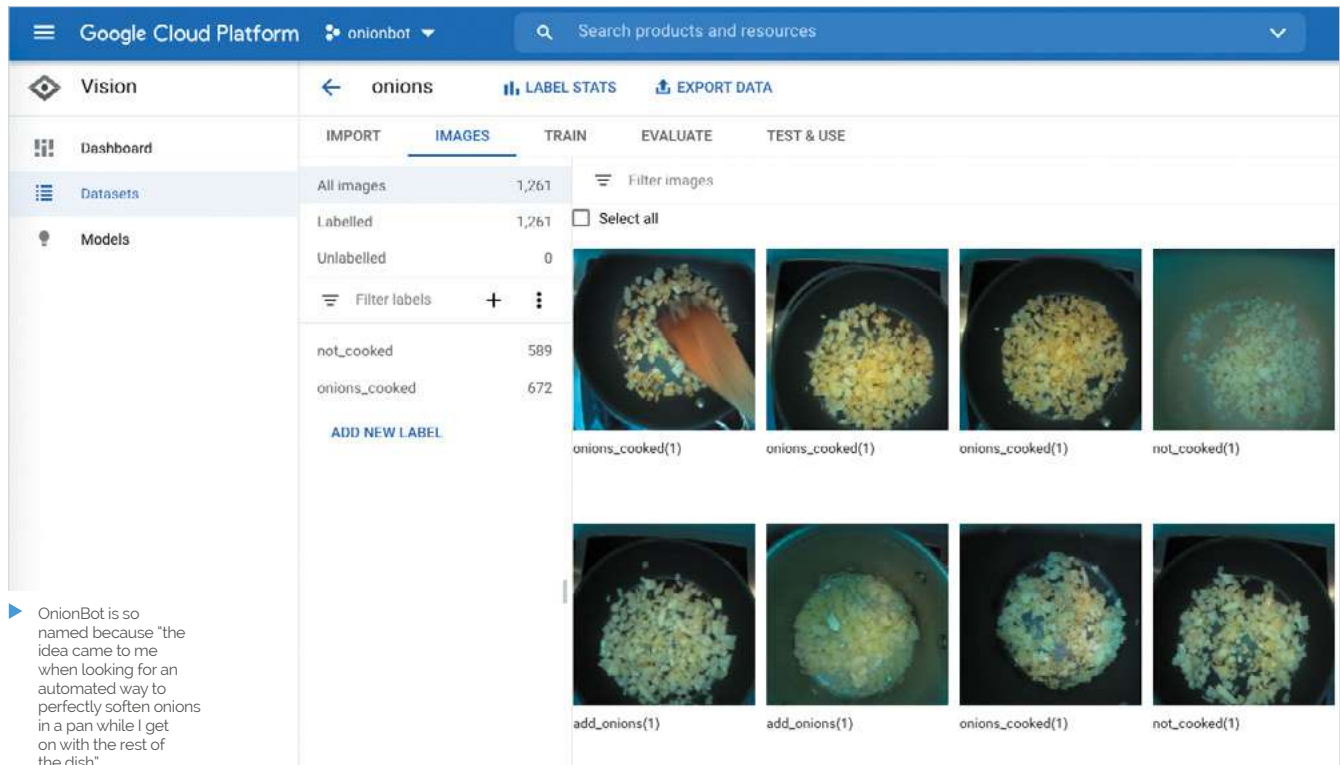 Google Cloud Platform onionbot Search products and resources
Vision onions LABEL STATS EXPORT DATA
IMPORT IMAGES TRAIN EVALUATE TEST & USE
Dashboard
Datasets
Models
All images 1,261
Labelled 1,261
Unlabelled 0
Filter labels
not_cooked 589
onions_cooked 672
ADD NEW LABEL
Filter images
Select all
onions_cooked(1) onions_cooked(1) onions_cooked(1) not_cooked(1)
add_onions(1) add_onions(1) onions_cooked(1) not_cooked(1)
OnionBot is so
named because "the
idea came to me
when looking for an
automated way to
perfectly soften onions
in a pan while I get
on with the rest of
the dish"